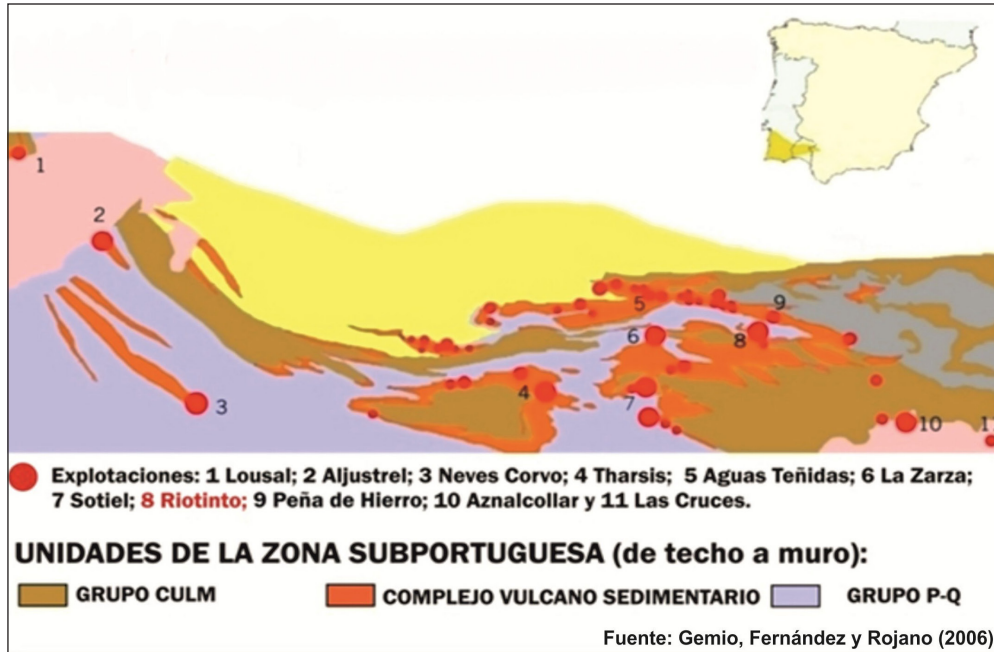 1
2
3
4
5
6
7
8
9
10
Explotaciones: 1 Lousal; 2 Aljustrel; 3 Neves Corvo; 4 Tharsis; 5 Aguas Teñidas; 6 La Zarza;
7 Sotiel; 8 Riotinto; 9 Peña de Hierro; 10 Aznalcollar y 11 Las Cruces.
UNIDADES DE LA ZONA SUBPORTUGUESA (de techo a muro):
GRUPO CULM
COMPLEJO VULCANO SEDIMENTARIO
GRUPO P-Q
Fuente: Gemio, Fernández y Rojano (2006)